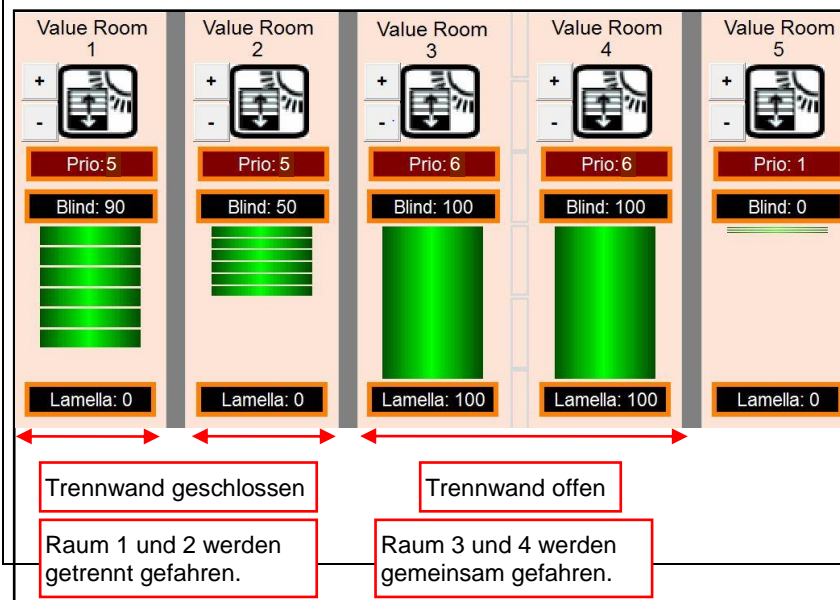 Value Room
1
+
-
Prio: 5
Blind: 90
Lamella: 0
Value Room
2
+
-
Prio: 5
Blind: 50
Lamella: 0
Value Room
3
+
-
Prio: 6
Blind: 100
Lamella: 100
Value Room
4
+
-
Prio: 6
Blind: 100
Lamella: 100
Value Room
5
+
-
Prio: 1
Blind: 0
Lamella: 0
Trennwand geschlossen
Raum 1 und 2 werden
getrennt gefahren.
Trennwand offen
Raum 3 und 4 werden
gemeinsam gefahren.